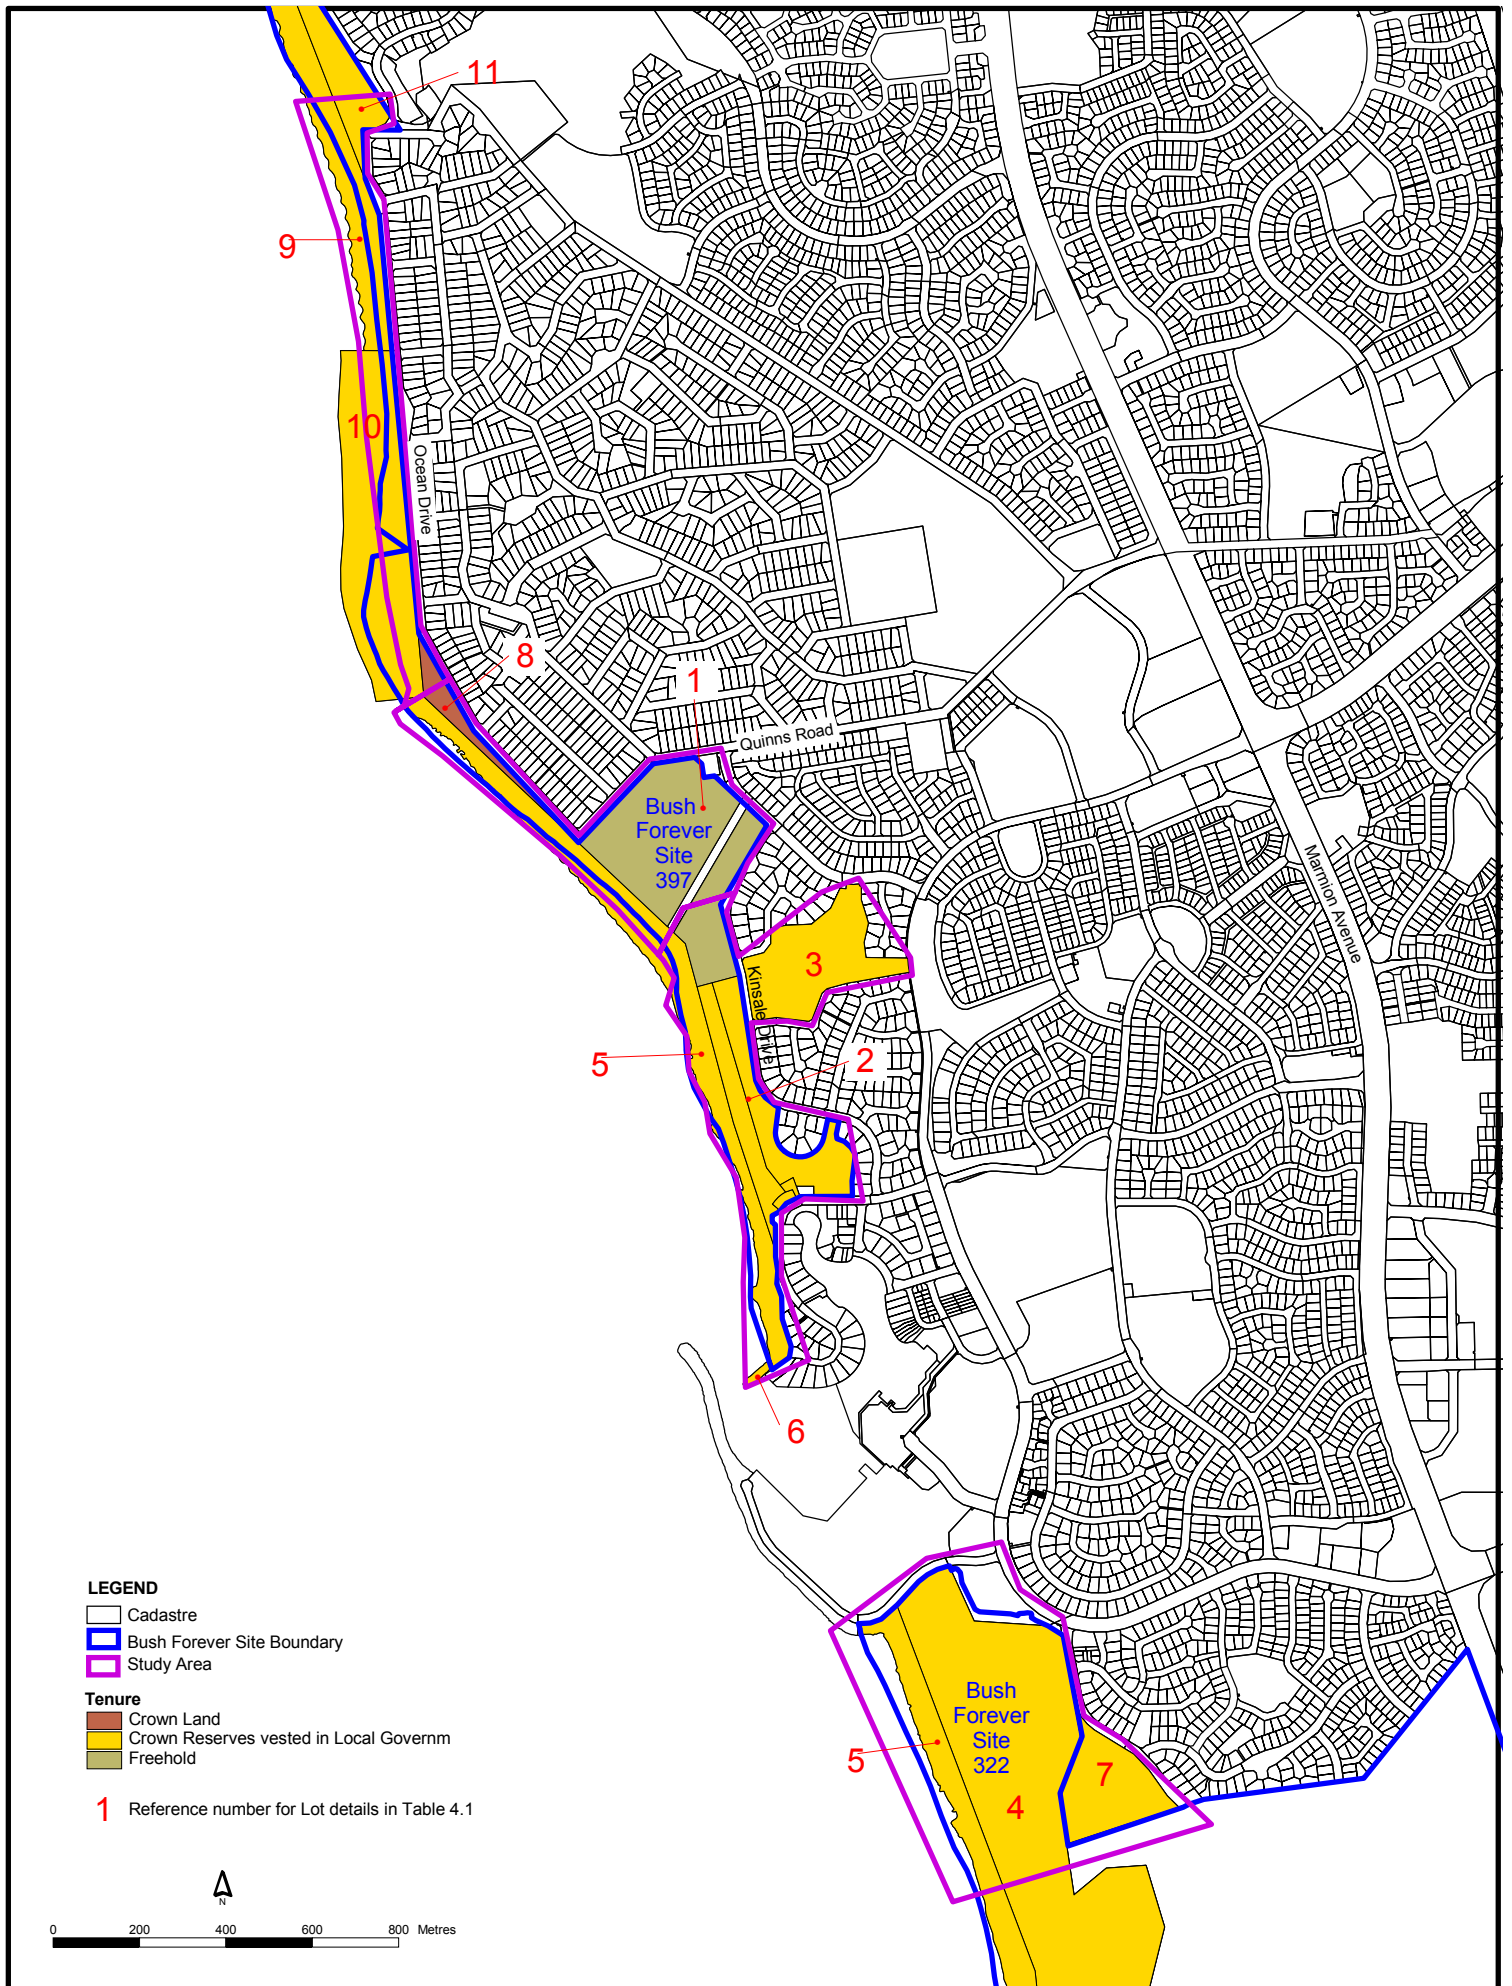 11
9
10
Ocean Drive
8
1
Quinns Road
Bush
Forever
Site
397
Marmion Avenue
3
Kinsale Drive
5
2
6
LEGEND
Cadastre
Bush Forever Site Boundary
Study Area
Tenure
Crown Land
Crown Reserves vested in Local Governm
Freehold
1 Reference number for Lot details in Table 4.1
Bush
Forever
Site
322
5
7
4
N
0 200 400 600 800 Metres